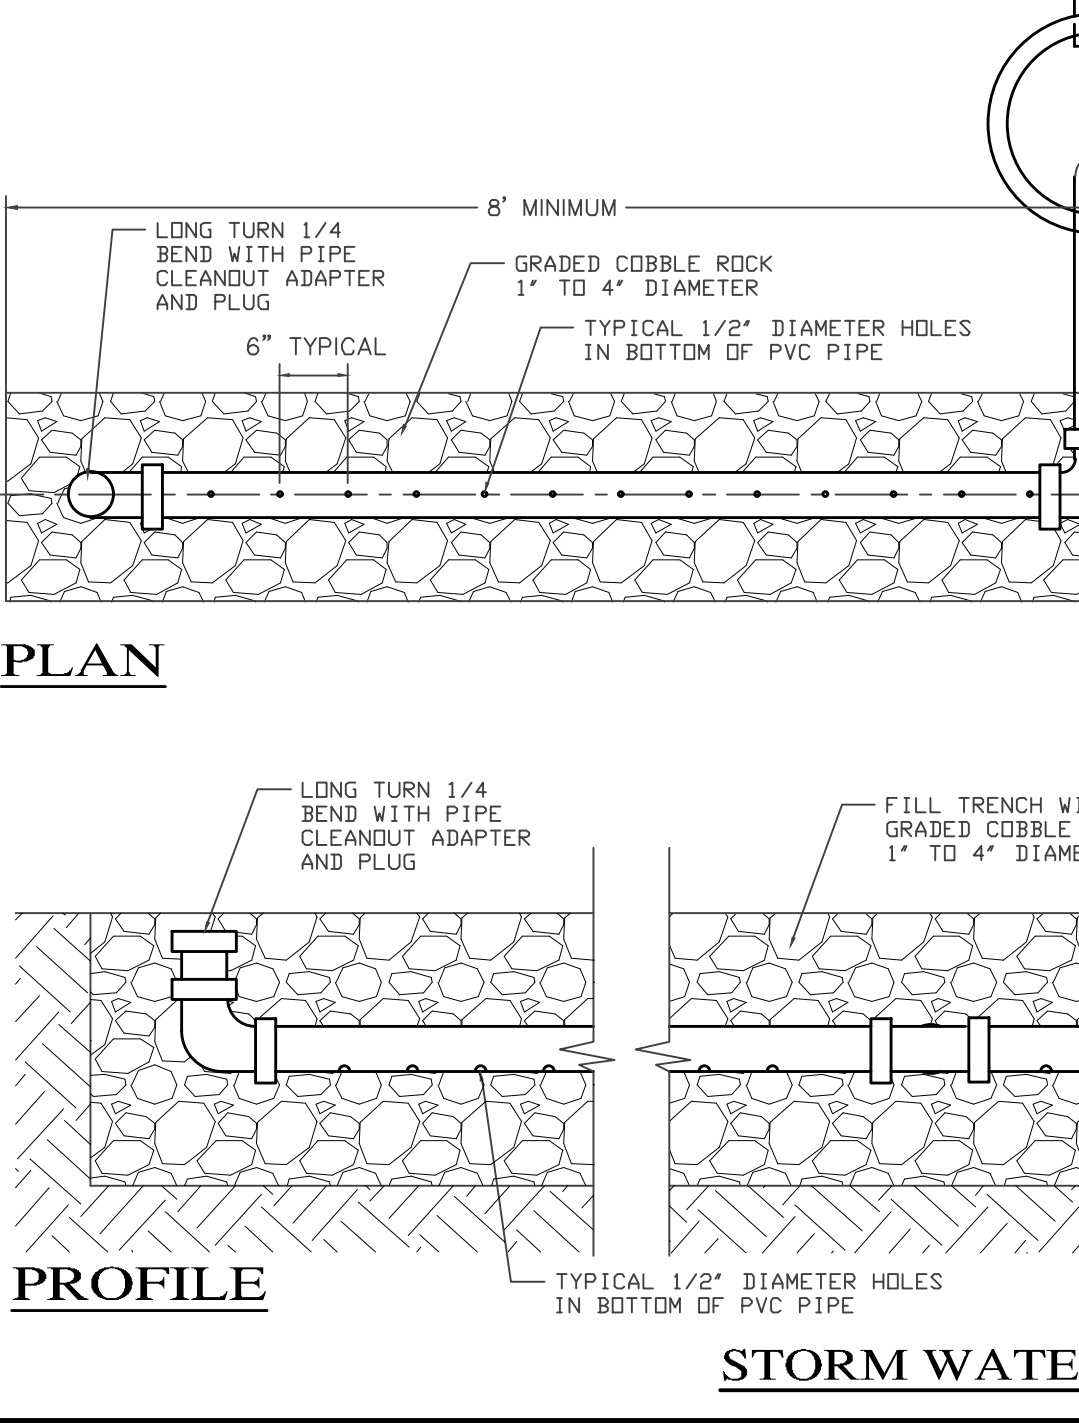 8' MINIMUM
LONG TURN 1/4
BEND WITH PIPE
CLEANOUT ADAPTER
AND PLUG
GRADED COBBLE ROCK
1" TO 4" DIAMETER
TYPICAL 1/2" DIAMETER HOLES
IN BOTTOM OF PVC PIPE
6" TYPICAL
PLAN
LONG TURN 1/4
BEND WITH PIPE
CLEANOUT ADAPTER
AND PLUG
FILL TRENCH WI
GRADED COBBLE
1" TO 4" DIAME
PROFILE
TYPICAL 1/2" DIAMETER HOLES
IN BOTTOM OF PVC PIPE
STORM WATE